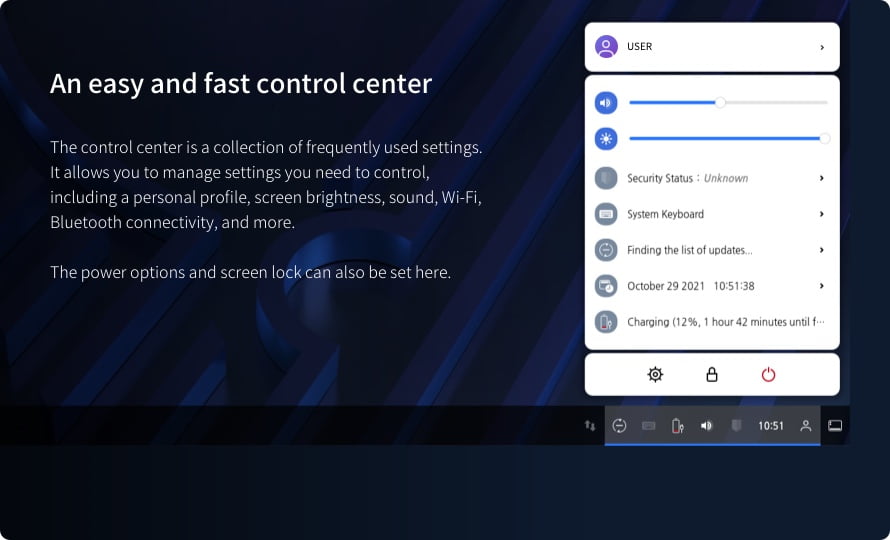 An easy and fast control center
The control center is a collection of frequently used settings.
It allows you to manage settings you need to control,
including a personal profile, screen brightness, sound, Wi-Fi,
Bluetooth connectivity, and more.
The power options and screen lock can also be set here.
USER
Security Status : Unknown
System Keyboard
Finding the list of updates...
October 29 2021 10:51:38
Charging (12%, 1 hour 42 minutes until f···
10:51